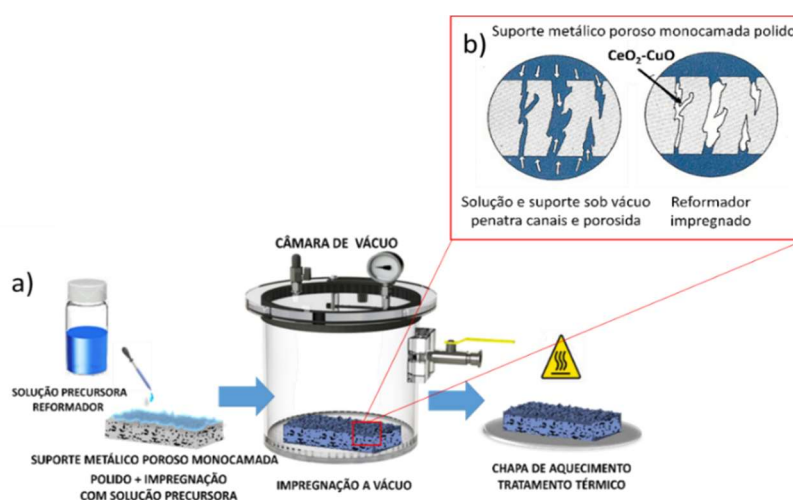 b)
Suporte metálico poroso monocamada polido
CeO₂-CuO
Solução e suporte sob vácuo
penatra canais e porosida
Reformador
impregnado
a)
CÂMARA DE VÁCUO
SOLUÇÃO PRECURSORA
REFORMADOR
SUPORTE METÁLICO POROSO MONOCAMADA
POLIDO + IMPREGNAÇÃO
COM SOLUÇÃO PRECURSORA
IMPREGNAÇÃO A VÁCUO
CHAPA DE AQUECIMENTO
TRATAMENTO TÉRMICO